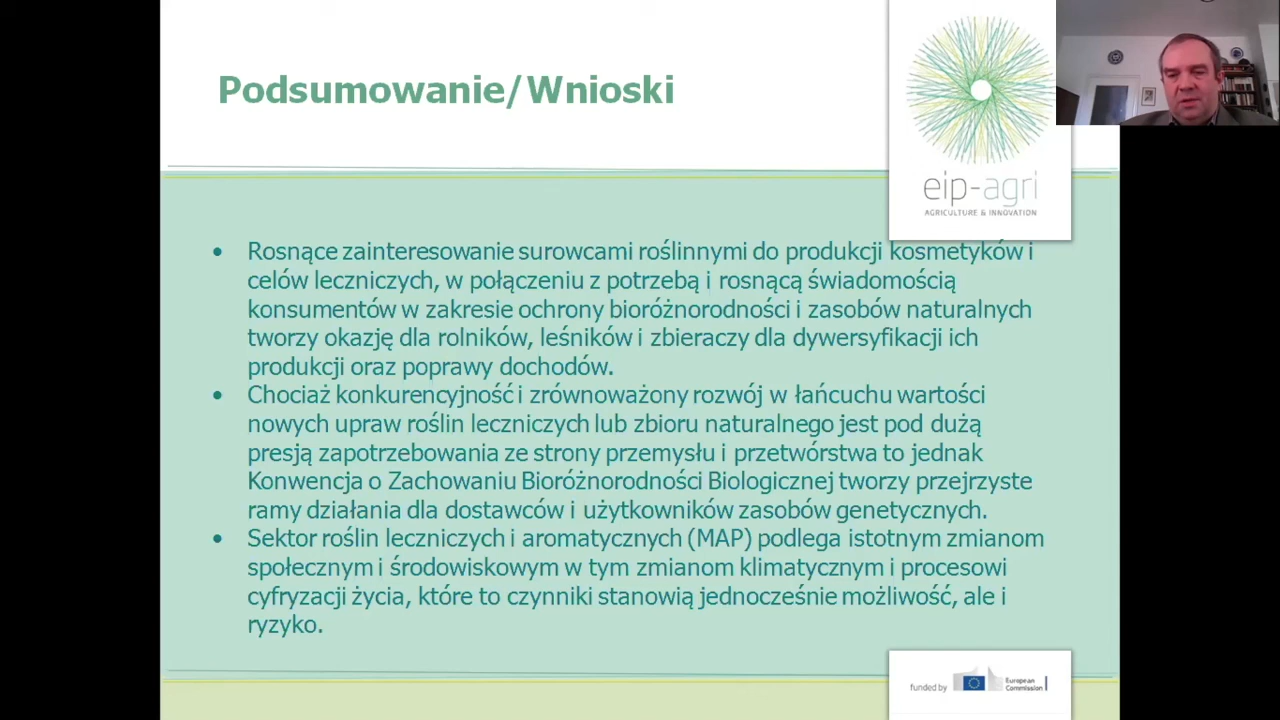 Podsumowanie/Wnioski
eip-agri
AGRICULTURE & INNOVATION
• Rosnące zainteresowanie surowcami roślinnymi do produkcji kosmetyków i
celów leczniczych, w połączeniu z potrzebą i rosnącą świadomością
konsumentów w zakresie ochrony bioróżnorodności i zasobów naturalnych
tworzy okazję dla rolników, leśników i zbieraczy dla dywersyfikacji ich
produkcji oraz poprawy dochodów.
• Chociaż konkurencyjność i zrównoważony rozwój w łańcuchu wartości
nowych upraw roślin leczniczych lub zbioru naturalnego jest pod dużą
presją zapotrzebowania ze strony przemysłu i przetwórstwa to jednak
Konwencja o Zachowaniu Bioróżnorodności Biologicznej tworzy przejrzyste
ramy działania dla dostawców i użytkowników zasobów genetycznych.
• Sektor roślin leczniczych i aromatycznych (MAP) podlega istotnym zmianom
społecznym i środowiskowym w tym zmianom klimatycznym i procesowi
cyfryzacji życia, które to czynniki stanowią jednocześnie możliwość, ale i
ryzyko.
funded by
European
Commission